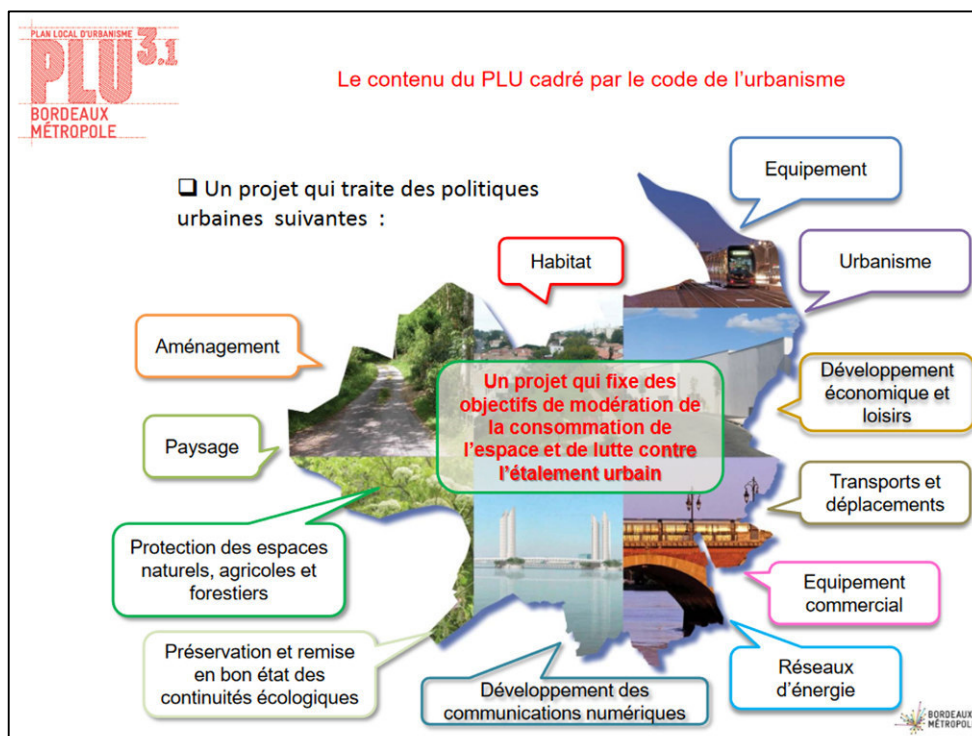 PLAN LOCAL D'URBANISME
PLU 3.1
BORDEAUX
MÉTROPOLE
Le contenu du PLU cadré par le code de l'urbanisme
Un projet qui traite des politiques
urbaines suivantes :
Equipement
Habitat
Urbanisme
Aménagement
Un projet qui fixe des
objectifs de modération de
la consommation de
l'espace et de lutte contre
l'étalement urbain
Développement
économique et
loisirs
Paysage
Transports et
déplacements
Protection des espaces
naturels, agricoles et
forestiers
Equipement
commercial
Préservation et remise
en bon état des
continuités écologiques
Développement des
communications numériques
Réseaux
d'énergie
BORDEAUX
MÉTROPOLE